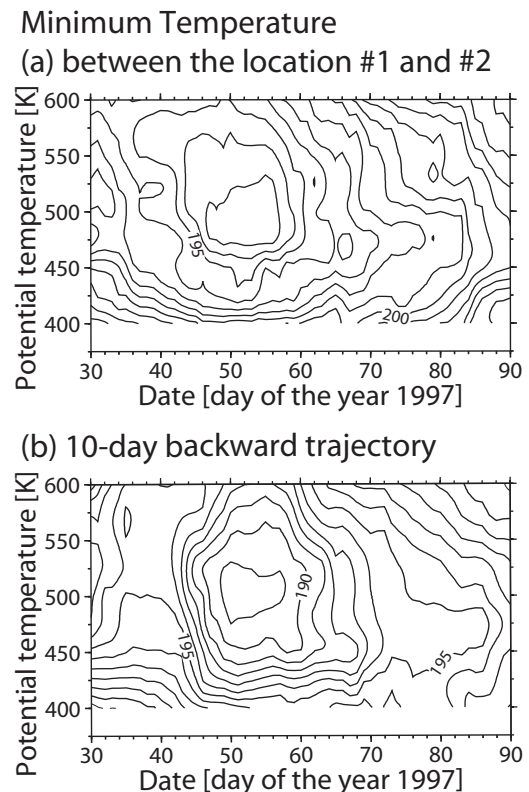 Minimum Temperature
(a) between the location #1 and #2
Potential temperature [K]
600
550
500
450
400
195
200
30 40 50 60 70 80 90
Date [day of the year 1997]
(b) 10-day backward trajectory
Potential temperature [K]
600
550
500
450
400
190
195
195
30 40 50 60 70 80 90
Date [day of the year 1997]